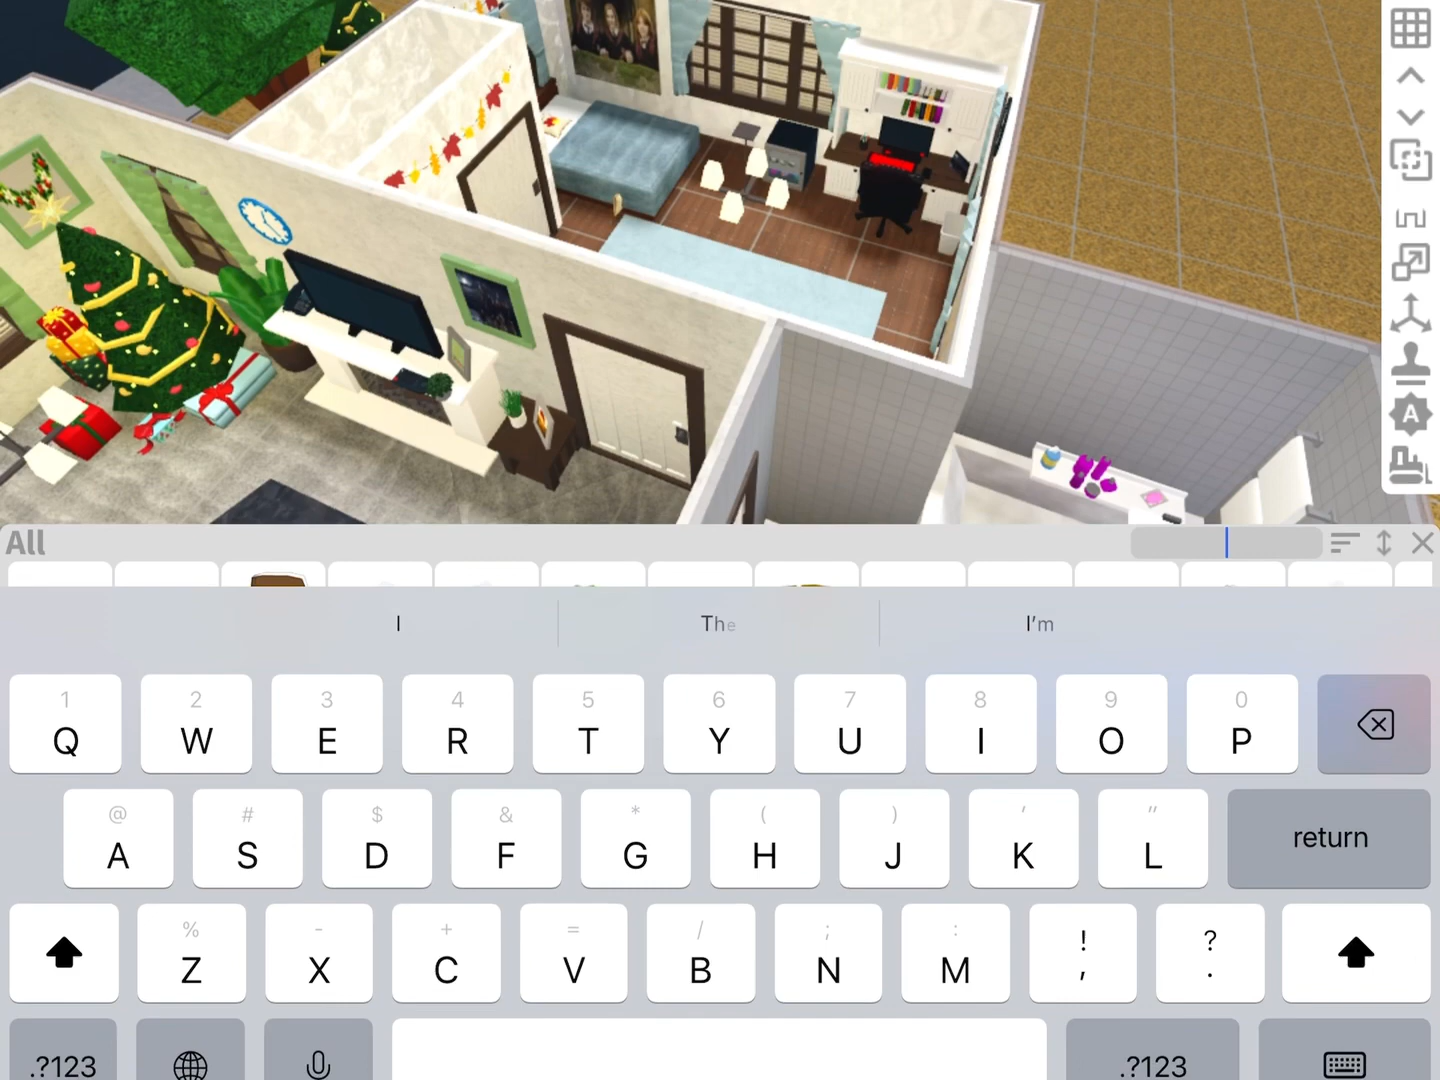 A
All
I
The
I'm
1 2 3 4 5 6 7 8 9 0
Q W E R T Y U I O P
@ # $ & * ( ) ' "
A S D F G H J K L return
% - + = / ; : ! ?
Z X C V B N M , .
.?123 .?123